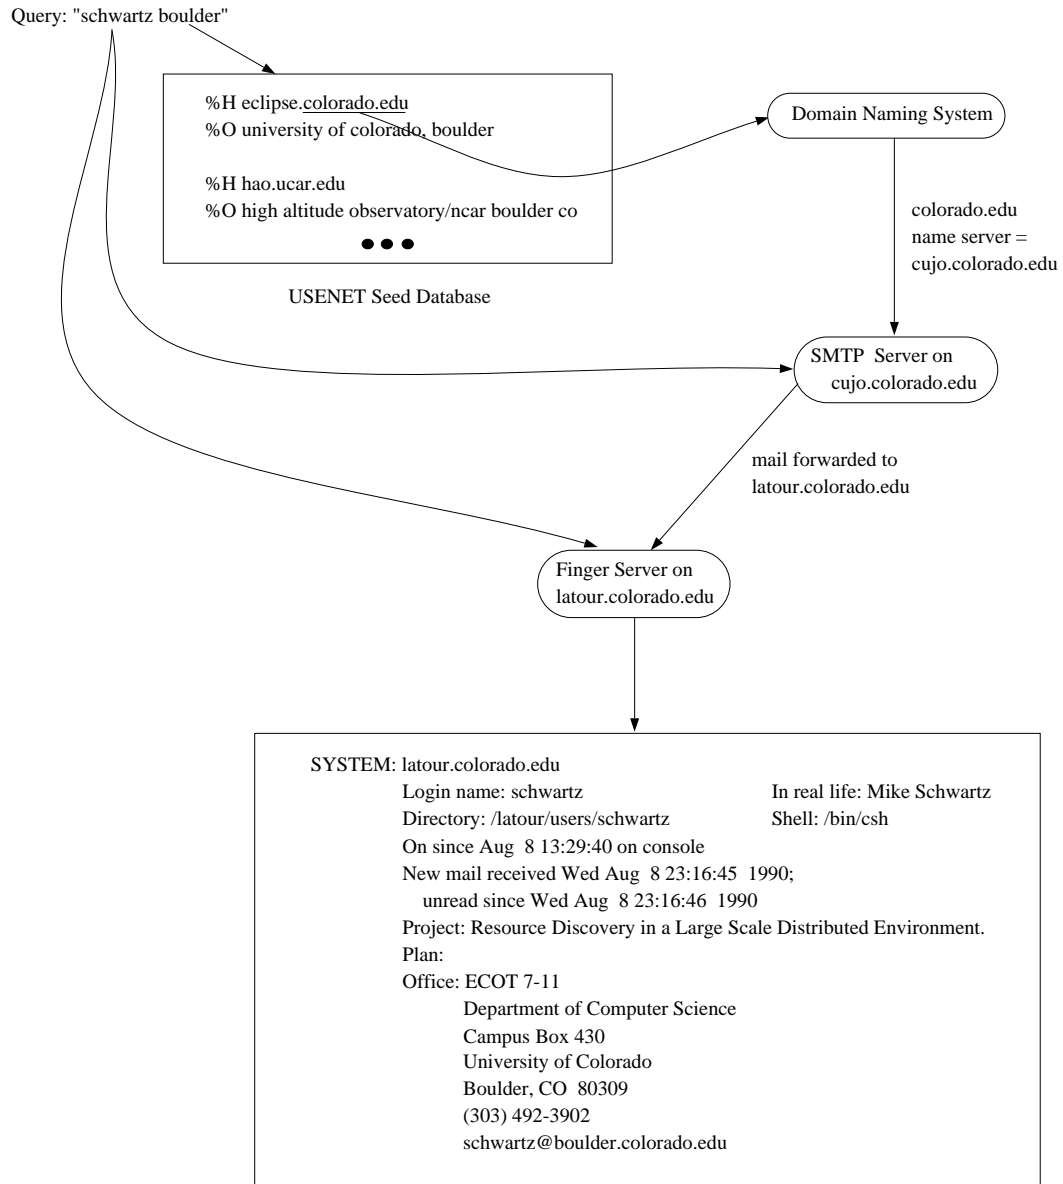 Query: "schwartz boulder"
%H eclipse.colorado.edu
%O university of colorado, boulder
%H hao.ucar.edu
%O high altitude observatory/ncar boulder co
USENET Seed Database
Domain Naming System
colorado.edu
name server =
cujo.colorado.edu
SMTP Server on
cujo.colorado.edu
mail forwarded to
latour.colorado.edu
Finger Server on
latour.colorado.edu
SYSTEM: latour.colorado.edu
Login name: schwartz In real life: Mike Schwartz
Directory: /latour/users/schwartz Shell: /bin/csh
On since Aug 8 13:29:40 on console
New mail received Wed Aug 8 23:16:45 1990;
unread since Wed Aug 8 23:16:46 1990
Project: Resource Discovery in a Large Scale Distributed Environment.
Plan:
Office: ECOT 7-11
Department of Computer Science
Campus Box 430
University of Colorado
Boulder, CO 80309
(303) 492-3902
schwartz@boulder.colorado.edu